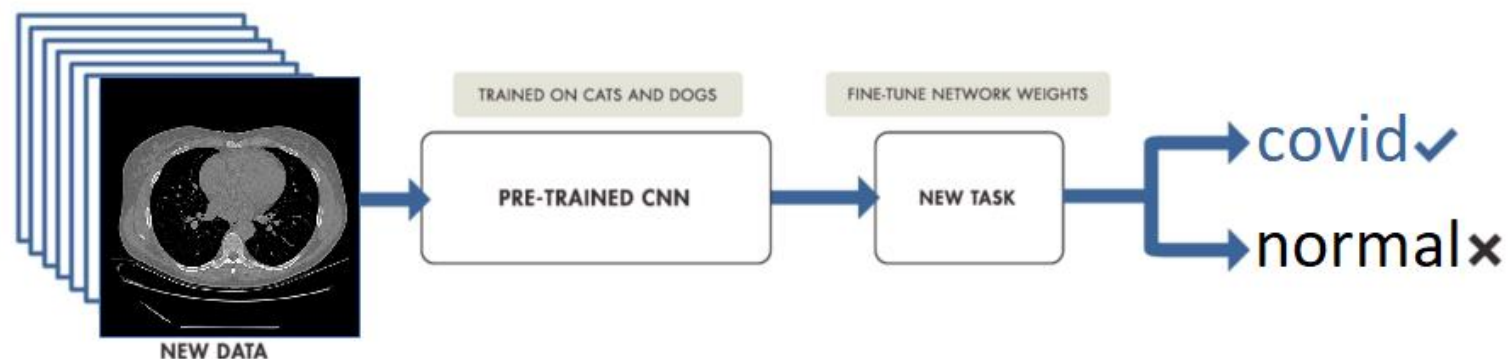 TRAINED ON CATS AND DOGS
FINE-TUNE NETWORK WEIGHTS
PRE-TRAINED CNN
NEW TASK
covid
normal
NEW DATA